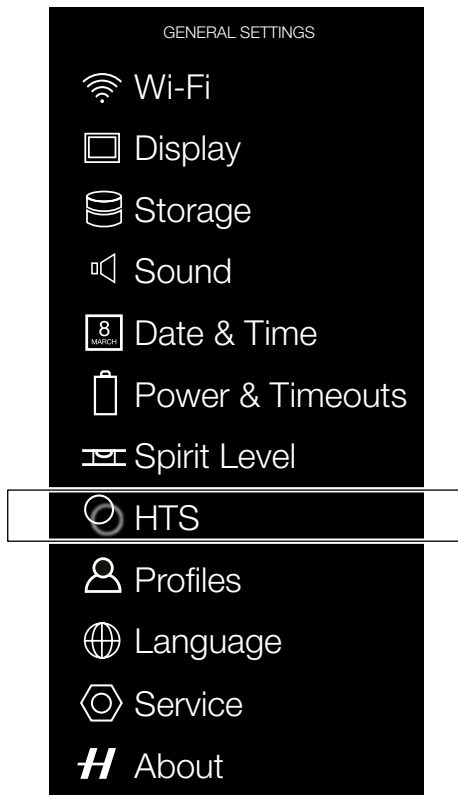 GENERAL SETTINGS
Wi-Fi
Display
Storage
Sound
8
MARCH
Date & Time
Power & Timeouts
Spirit Level
HTS
Profiles
Language
Service
H About